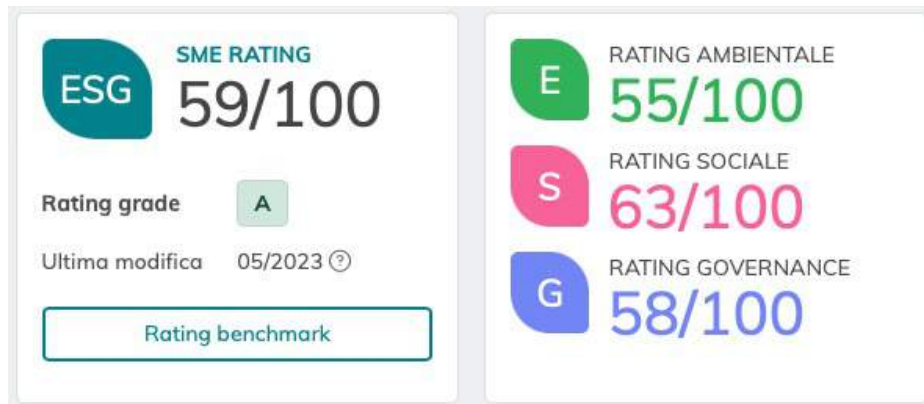 ESG
SME RATING
59/100
Rating grade A
Ultima modifica 05/2023 ?
Rating benchmark
E
RATING AMBIENTALE
55/100
S
RATING SOCIALE
63/100
G
RATING GOVERNANCE
58/100